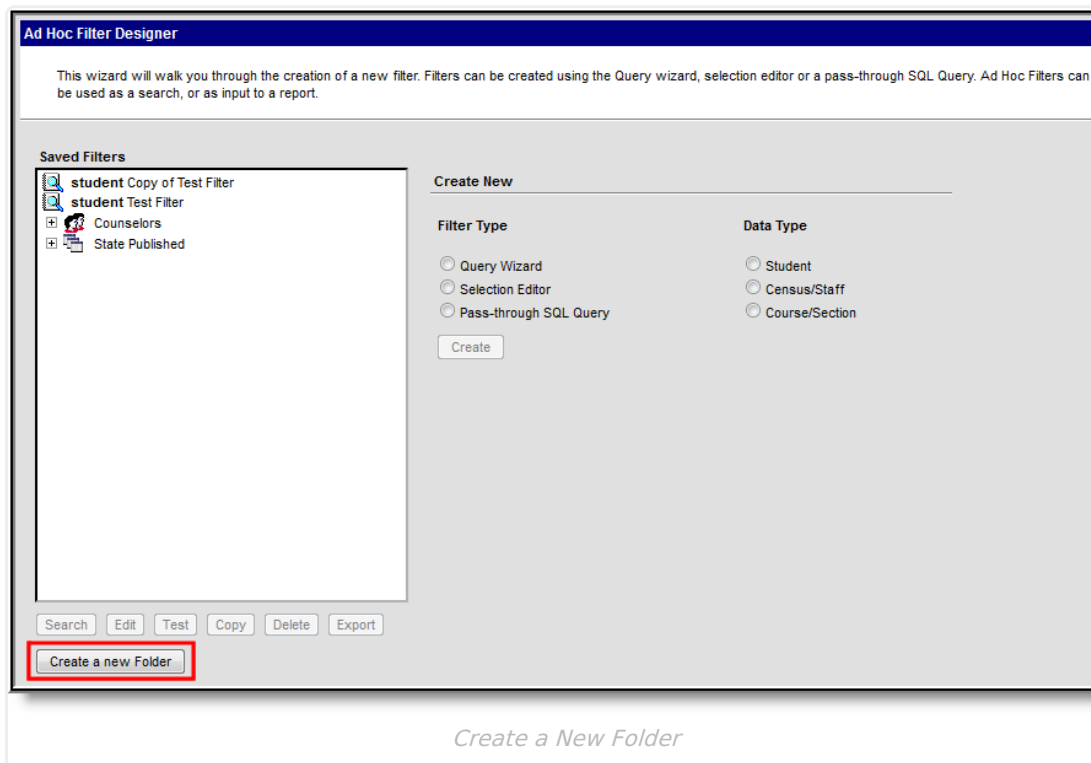 Ad Hoc Filter Designer
This wizard will walk you through the creation of a new filter. Filters can be created using the Query wizard, selection editor or a pass-through SQL Query. Ad Hoc Filters can
be used as a search, or as input to a report.
Saved Filters
student Copy of Test Filter
student Test Filter
Counselors
State Published
Create New
Filter Type
Data Type
Query Wizard
Student
Selection Editor
Census/Staff
Pass-through SQL Query
Course/Section
Create
Search Edit Test Copy Delete Export
Create a new Folder
Create a New Folder